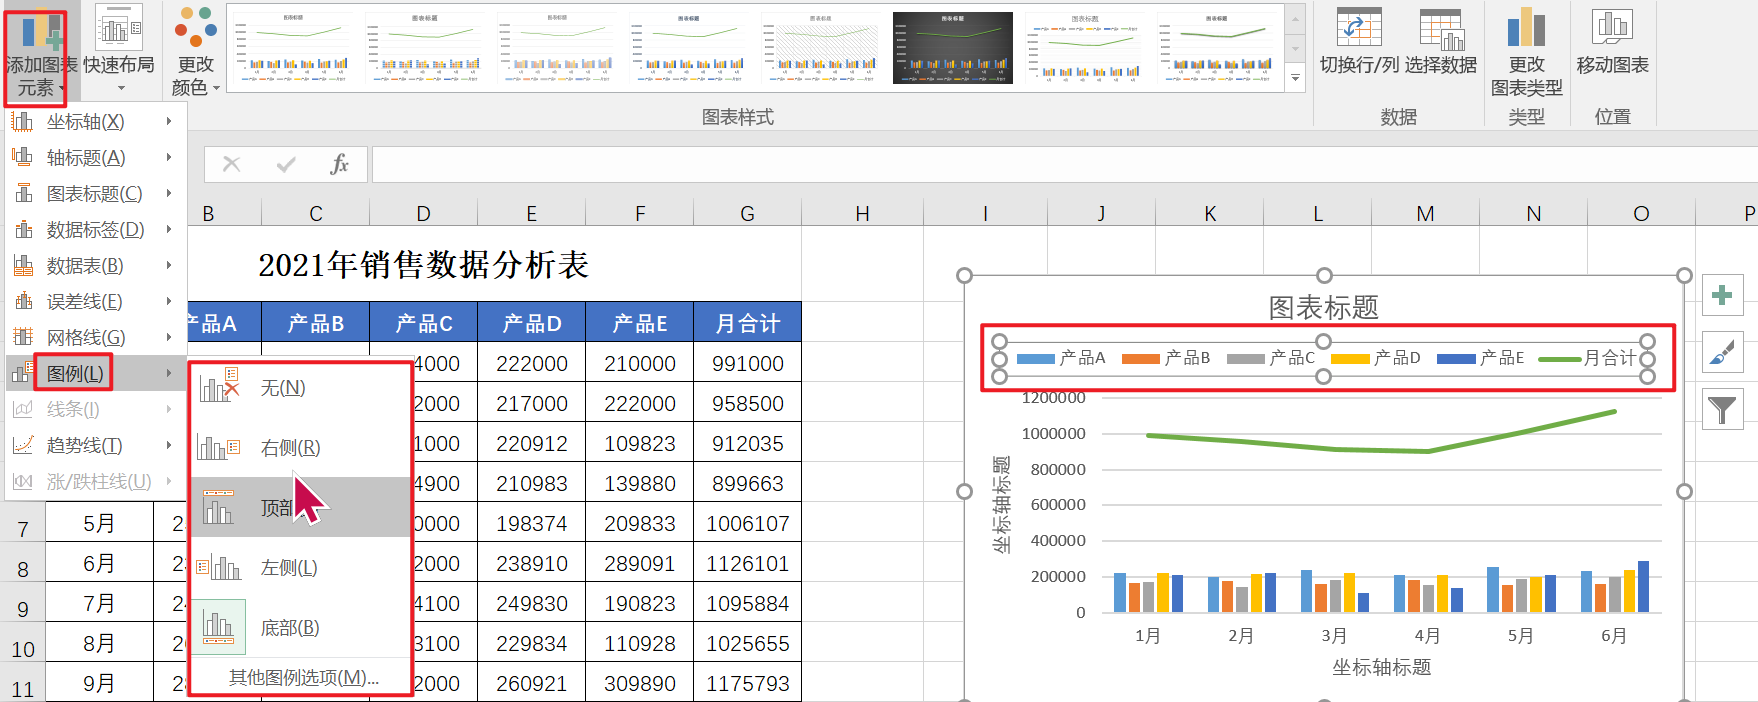 添加图表
元素
快速布局
更改
颜色
图表样式
切换行/列
选择数据
数据
更改
图表类型
类型
移动图表
位置
坐标轴(X)
轴标题(A)
图表标题(C)
数据标签(D)
数据表(B)
误差线(E)
网格线(G)
图例(L)
线条(I)
趋势线(T)
涨/跌柱线(U)
无(N)
右侧(R)
顶部
左侧(L)
底部(B)
其他图例选项(M)...
fx
B C D E F G H I J K L M N O P
2021年销售数据分析表
产品A 产品B 产品C 产品D 产品E 月合计
4000 222000 210000 991000
2000 217000 222000 958500
1000 220912 109823 912035
4900 210983 139880 899663
7 5月 2 0000 198374 209833 1006107
8 6月 2 2000 238910 289091 1126101
9 7月 2 4100 249830 190823 1095884
10 8月 2 3100 229834 110928 1025655
11 9月 2 2000 260921 309890 1175793
图表标题
产品A 产品B 产品C 产品D 产品E 月合计
1200000
1000000
800000
600000
400000
200000
0
坐标轴标题
1月 2月 3月 4月 5月 6月
坐标轴标题